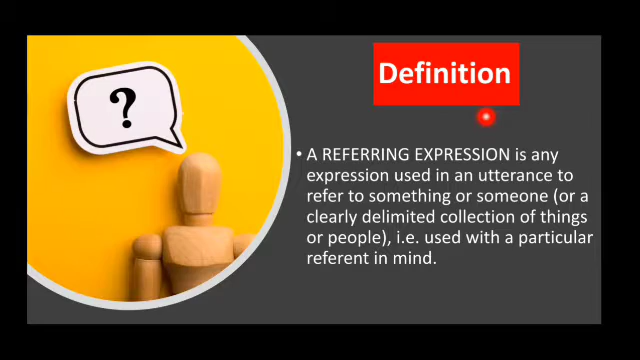 ?
Definition
• A REFERRING EXPRESSION is any
expression used in an utterance to
refer to something or someone (or a
clearly delimited collection of things
or people), i.e. used with a particular
referent in mind.